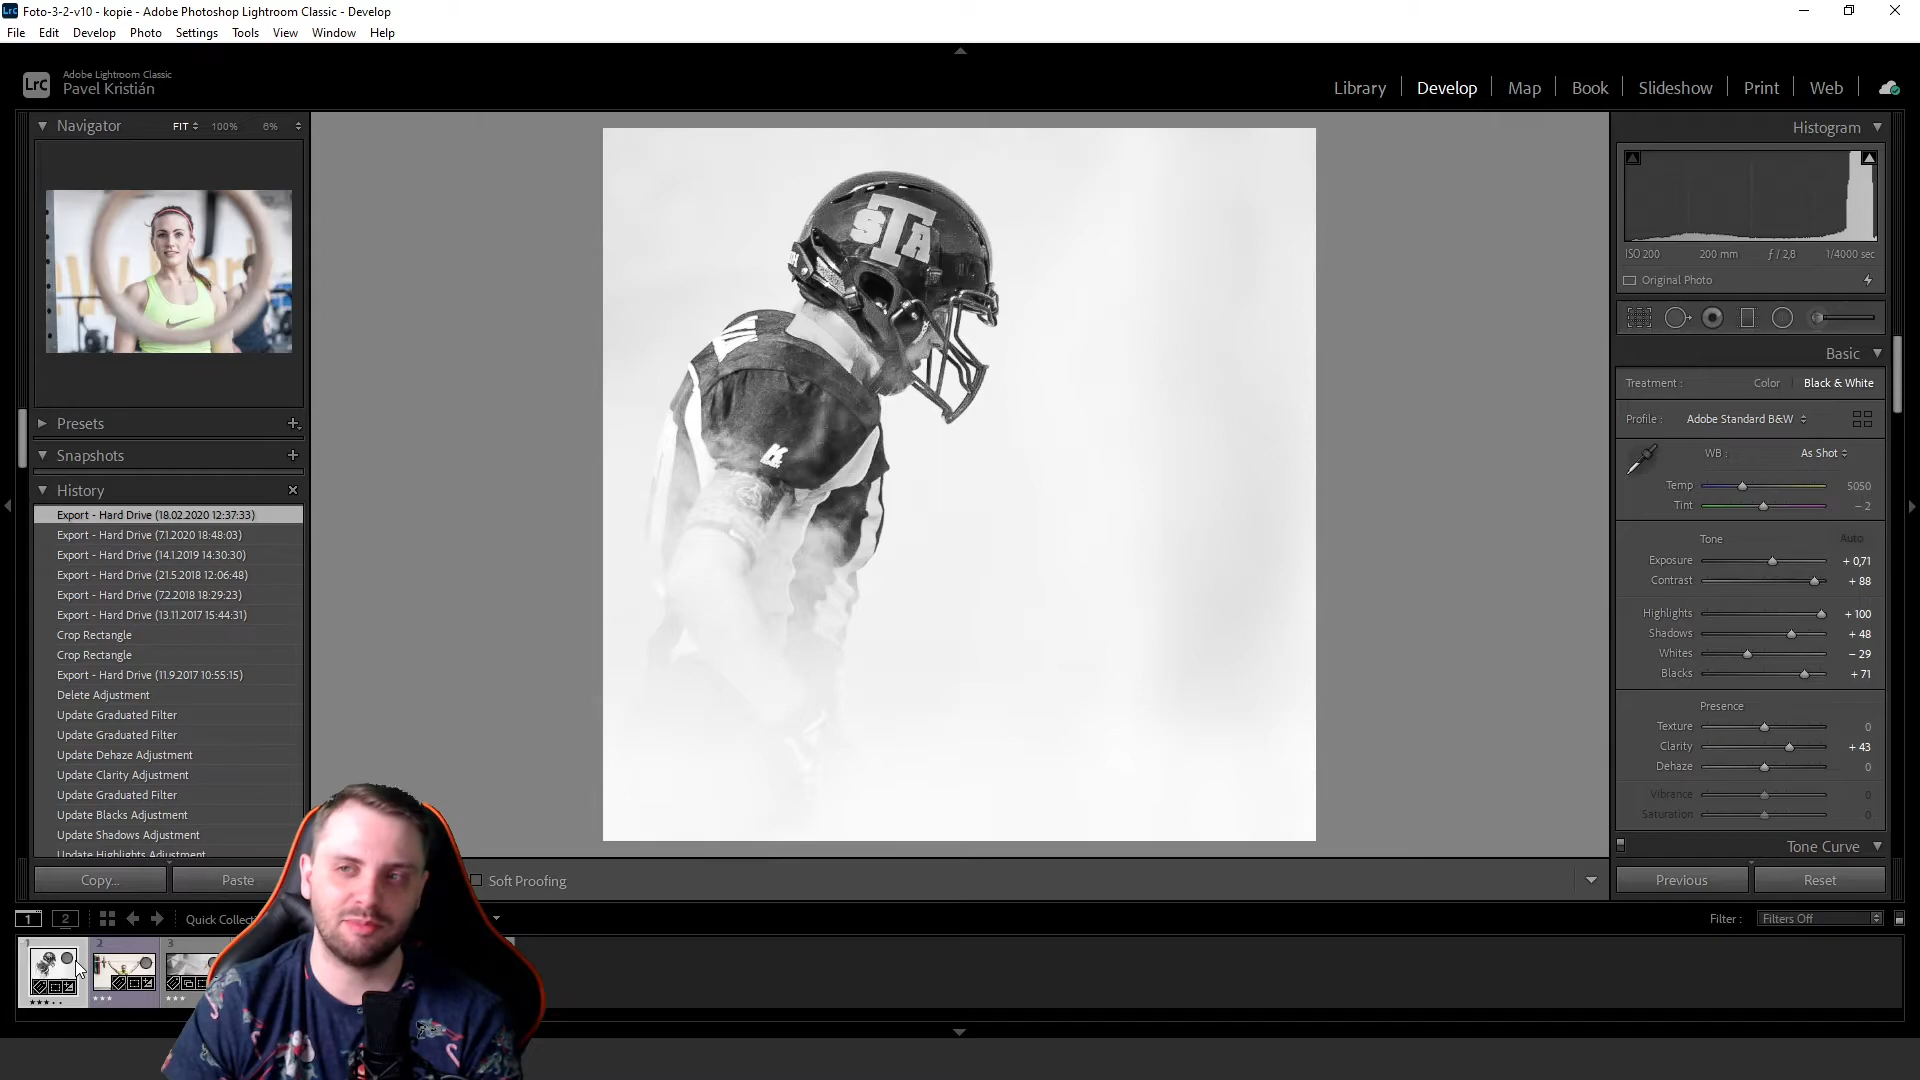 Foto-3-2-v10 - kopie - Adobe Photoshop Lightroom Classic - Develop
File Edit Develop Photo Settings Tools View Window Help
LrC
Adobe Lightroom Classic
Pavel Kristián
Library Develop Map Book Slideshow Print Web
Navigator FIT 100% 6%
Presets
Snapshots
History
Export - Hard Drive (18.02.2020 12:37:33)
Export - Hard Drive (7.1.2020 18:48:03)
Export - Hard Drive (14.1.2019 14:30:30)
Export - Hard Drive (21.5.2018 12:06:48)
Export - Hard Drive (7.2.2018 18:29:23)
Export - Hard Drive (13.11.2017 15:44:31)
Crop Rectangle
Crop Rectangle
Export - Hard Drive (11.9.2017 10:55:15)
Delete Adjustment
Update Graduated Filter
Update Graduated Filter
Update Dehaze Adjustment
Update Clarity Adjustment
Update Graduated Filter
Update Blacks Adjustment
Update Shadows Adjustment
Update Highlights Adjustment
Copy... Paste
STA
Soft Proofing
Histogram
ISO 200 200 mm ƒ / 2,8 1/4000 sec
Original Photo
Basic
Treatment : Color Black & White
Profile : Adobe Standard B&W
WB : As Shot
Temp 5050
Tint - 2
Tone Auto
Exposure + 0,71
Contrast + 88
Highlights + 100
Shadows + 48
Whites - 29
Blacks + 71
Presence
Texture 0
Clarity + 43
Dehaze 0
Vibrance 0
Saturation 0
Tone Curve
Previous Reset
1 2 Quick Collecti
Filter : Filters Off
1 2 3